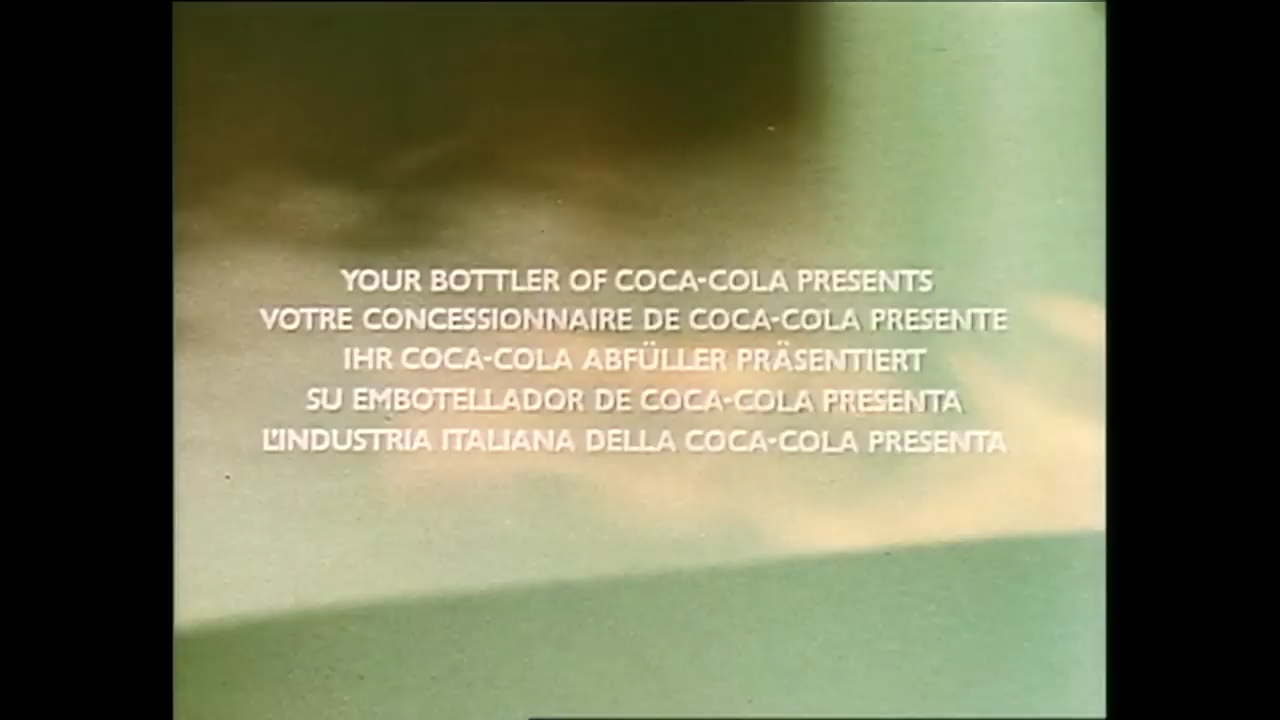 YOUR BOTTLER OF COCA-COLA PRESENTS
VOTRE CONCESSIONNAIRE DE COCA-COLA PRESENTE
IHR COCA-COLA ABFÜLLER PRÄSENTIERT
SU EMBOTELLADOR DE COCA-COLA PRESENTA
L'INDUSTRIA ITALIANA DELLA COCA-COLA PRESENTA